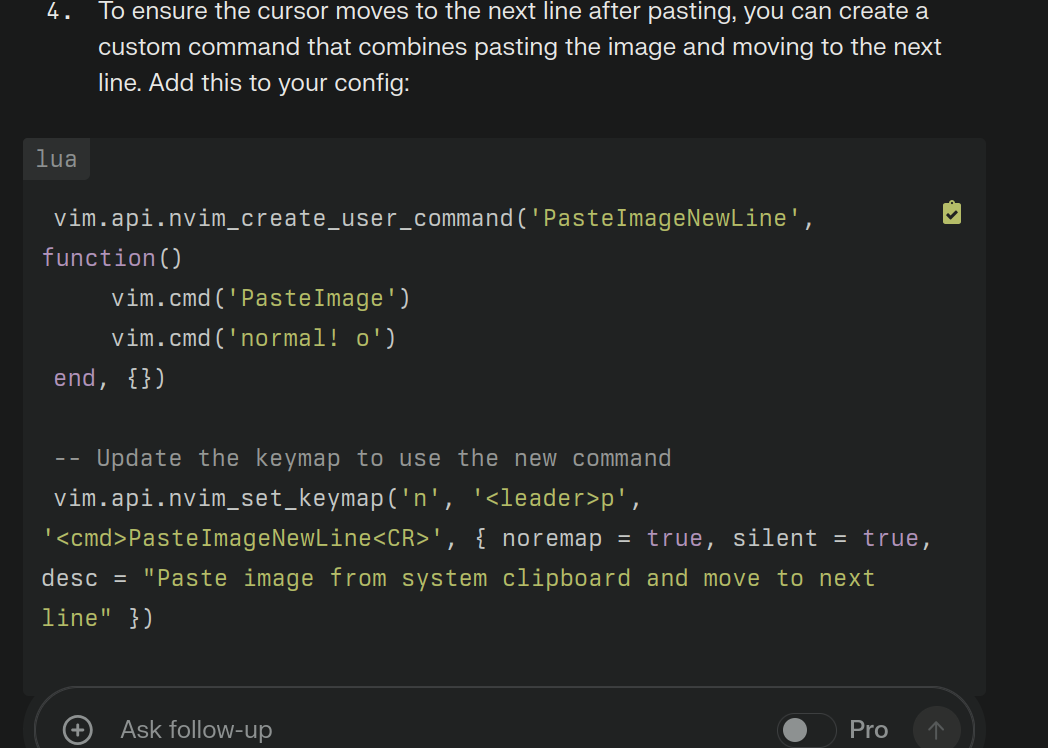 4. To ensure the cursor moves to the next line after pasting, you can create a
custom command that combines pasting the image and moving to the next
line. Add this to your config:
lua
vim.api.nvim_create_user_command('PasteImageNewLine',
function()
vim.cmd('PasteImage')
vim.cmd('normal! o')
end, {})
-- Update the keymap to use the new command
vim.api.nvim_set_keymap('n', '<leader>p',
'<cmd>PasteImageNewLine<CR>', { noremap = true, silent = true,
desc = "Paste image from system clipboard and move to next
line" })
Ask follow-up
Pro